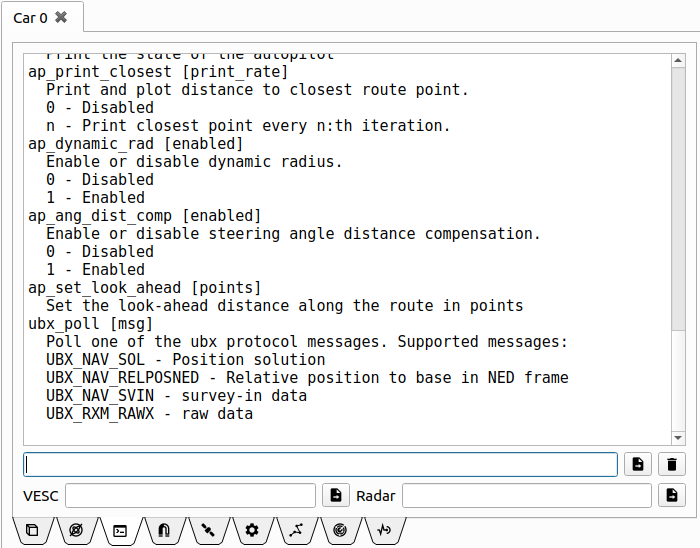 Car 0
Print the state of the autopilot
ap_print_closest [print_rate]
Print and plot distance to closest route point.
0 - Disabled
n - Print closest point every n:th iteration.
ap_dynamic_rad [enabled]
Enable or disable dynamic radius.
0 - Disabled
1 - Enabled
ap_ang_dist_comp [enabled]
Enable or disable steering angle distance compensation.
0 - Disabled
1 - Enabled
ap_set_look_ahead [points]
Set the look-ahead distance along the route in points
ubx_poll [msg]
Poll one of the ubx protocol messages. Supported messages:
UBX_NAV_SOL - Position solution
UBX_NAV_RELPOSNED - Relative position to base in NED frame
UBX_NAV_SVIN - survey-in data
UBX_RXM_RAWX - raw data
VESC Radar